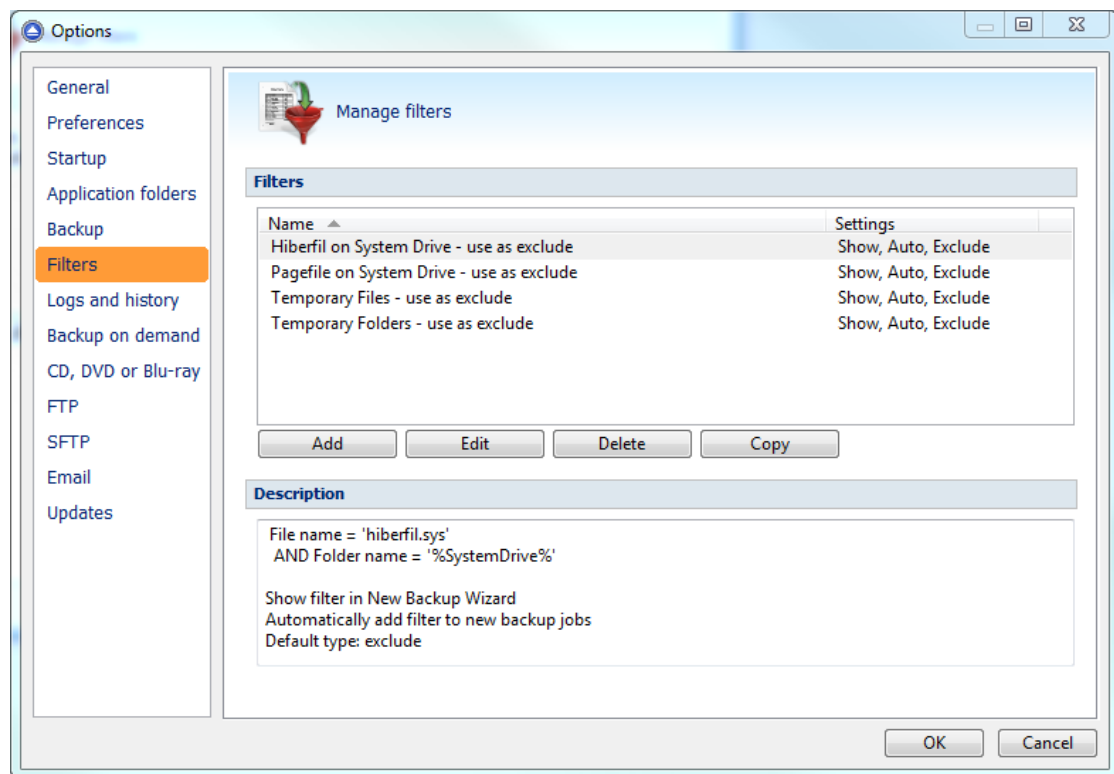 Options
General
Preferences
Startup
Application folders
Backup
Filters
Logs and history
Backup on demand
CD, DVD or Blu-ray
FTP
SFTP
Email
Updates
Manage filters
Filters
Name Settings
Hiberfil on System Drive - use as exclude Show, Auto, Exclude
Pagefile on System Drive - use as exclude Show, Auto, Exclude
Temporary Files - use as exclude Show, Auto, Exclude
Temporary Folders - use as exclude Show, Auto, Exclude
Add Edit Delete Copy
Description
File name = 'hiberfil.sys'
AND Folder name = '%SystemDrive%'
Show filter in New Backup Wizard
Automatically add filter to new backup jobs
Default type: exclude
OK Cancel